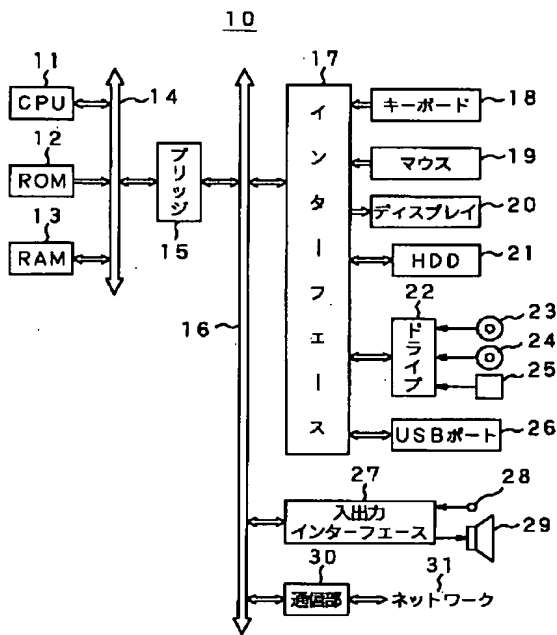 10
11
CPU
12
ROM
13
RAM
14
ブリッジ
15
16
17
インターフェース
キーボード
18
マウス
19
ディスプレイ
20
HDD
21
22
ドライブ
23
24
25
USBポート
26
27
入出力
インターフェース
28
29
30
通信部
31
ネットワーク